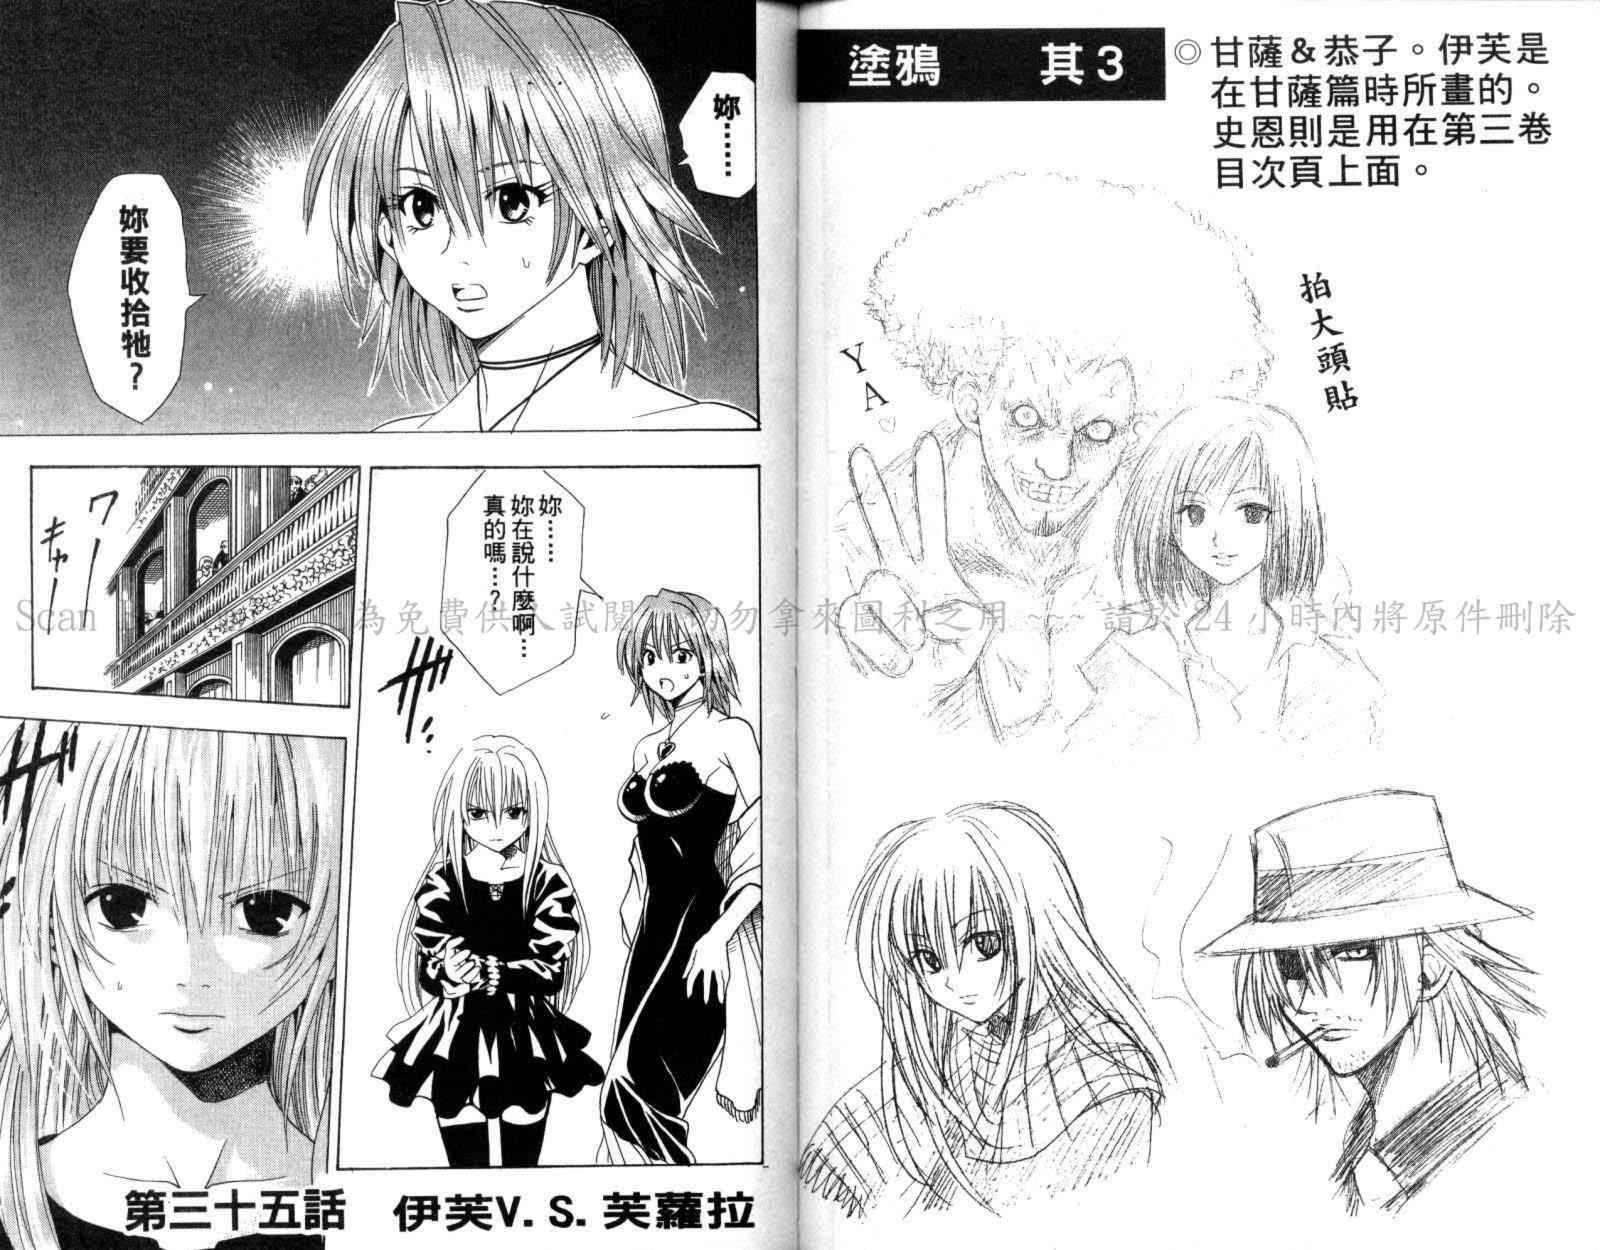 塗鴉 其3
◎甘薩＆恭子。伊芙是
在甘薩篇時所畫的。
史恩則是用在第三卷
目次頁上面。
拍大頭貼
YA
妳……
妳要收拾牠？
妳……
妳在說什麼啊…
真的嗎…？
ワー
キャー
第三十五話 伊芙V.S.芙蘿拉
Scan
為免費供人試閱
切勿拿來圖利之用
請於 24 小時內將原件刪除